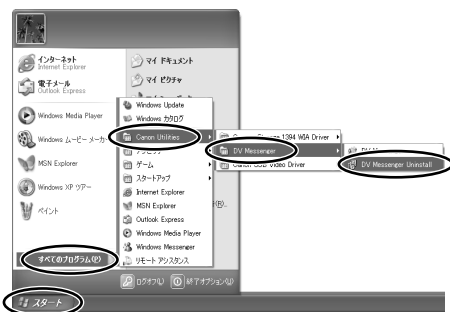 インターネット
Internet Explorer
電子メール
Outlook Express
Windows Media Player
Windows ムービー メーカー
MSN Explorer
Windows XP ツアー
ペイント
すべてのプログラム(P)
マイ ドキュメント
マイ ピクチャ
Windows Update
Windows カタログ
Canon Utilities
ゲーム
スタートアップ
Internet Explorer
MSN Explorer
Outlook Express
Windows Media Player
Windows Messenger
リモート アシスタンス
1394 WIA Driver
DV Messenger
Video Driver
DV Messenger Uninstall
ログオフ(L)
終了オプション(U)
スタート